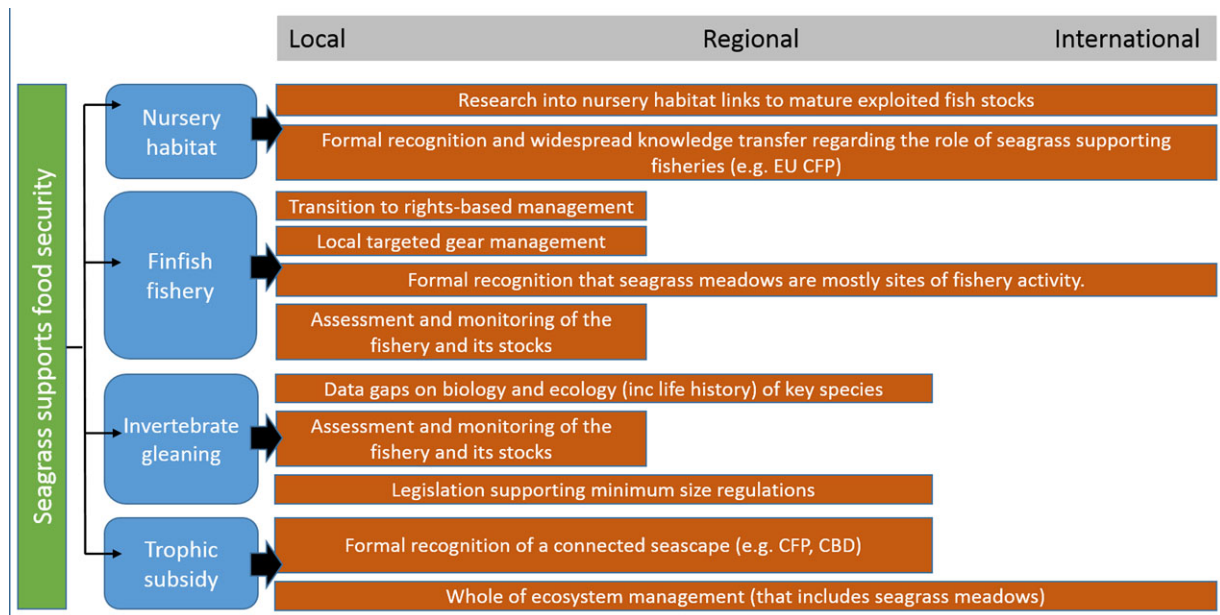 Local Regional International
Seagrass supports food security
Nursery
habitat
Research into nursery habitat links to mature exploited fish stocks
Formal recognition and widespread knowledge transfer regarding the role of seagrass supporting
fisheries (e.g. EU CFP)
Finfish
fishery
Transition to rights-based management
Local targeted gear management
Formal recognition that seagrass meadows are mostly sites of fishery activity.
Assessment and monitoring of the
fishery and its stocks
Invertebrate
gleaning
Data gaps on biology and ecology (inc life history) of key species
Assessment and monitoring of the
fishery and its stocks
Legislation supporting minimum size regulations
Trophic
subsidy
Formal recognition of a connected seascape (e.g. CFP, CBD)
Whole of ecosystem management (that includes seagrass meadows)